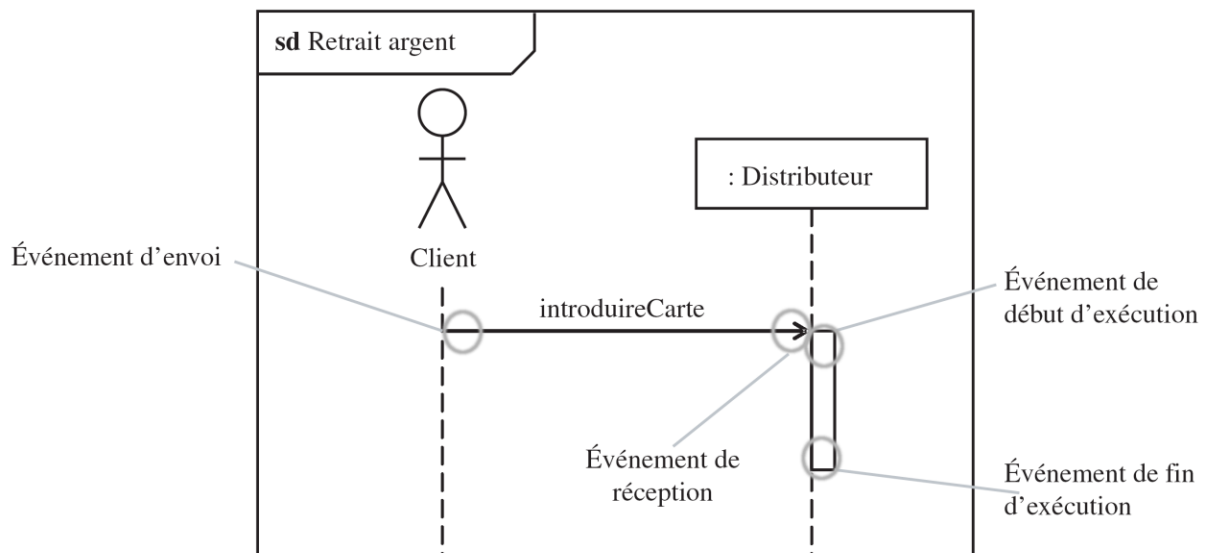 sd Retrait argent
: Distributeur
Événement d’envoi
Client
introduireCarte
Événement de
début d’exécution
Événement de
réception
Événement de fin
d’exécution